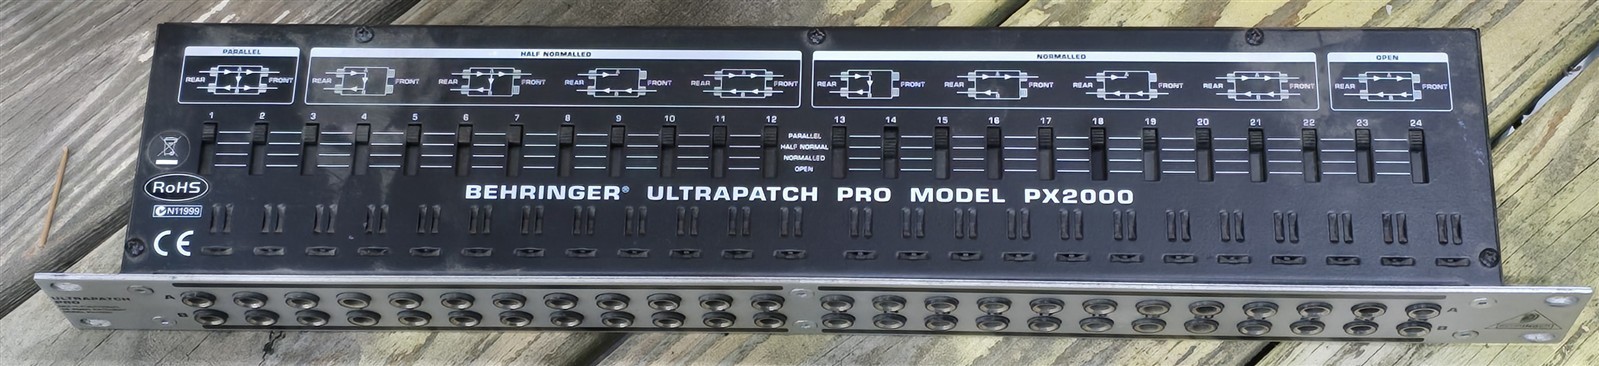 PARALLEL
HALF NORMALLED
NORMALLED
OPEN
REAR FRONT REAR FRONT REAR FRONT REAR FRONT REAR FRONT REAR FRONT REAR FRONT REAR FRONT REAR FRONT REAR FRONT
A A B A B A B A B
1 2 3 4 5 6 7 8 9 10 11 12 13 14 15 16 17 18 19 20 21 22 23 24
PARALLEL
HALF NORMAL
NORMALLED
OPEN
RoHS
N11999
CE
BEHRINGER® ULTRAPATCH PRO MODEL PX2000
ULTRAPATCH
PRO
A A
B B
BEHRINGER